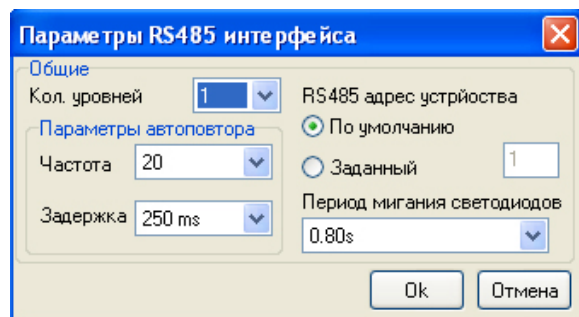 Параметры RS485 интерфейса
Общие
Кол. уровней 1
Параметры автоповтора
Частота 20
Задержка 250 ms
RS485 адрес устрйоства
По умолчанию
Заданный 1
Период мигания светодиодов
0.80s
Ok Отмена